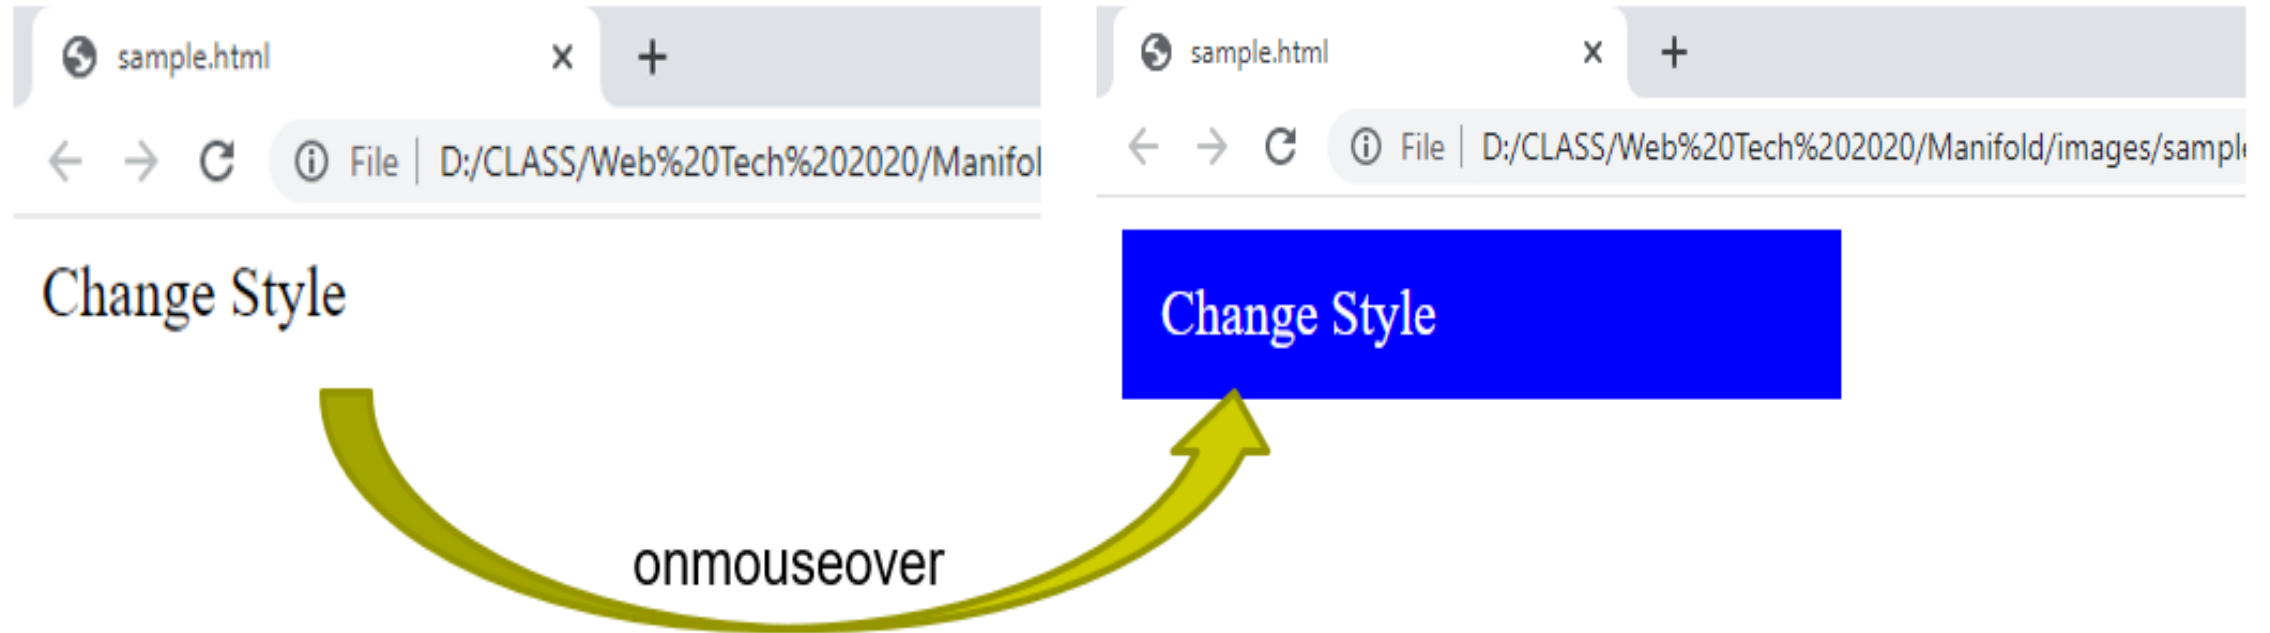 sample.html
File D:/CLASS/Web%20Tech%202020/Manifol
Change Style
sample.html
File D:/CLASS/Web%20Tech%202020/Manifold/images/sample
Change Style
onmouseover